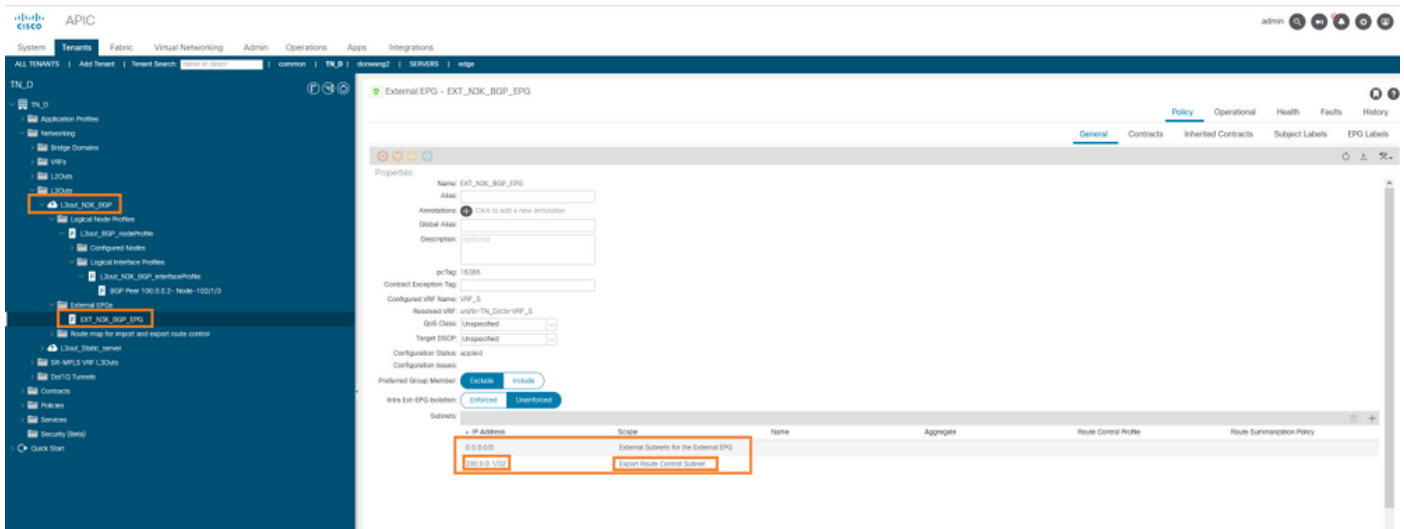 CISCO
APIC
admin
System Tenants Fabric Virtual Networking Admin Operations Apps Integrations
ALL TENANTS | Add Tenant | Tenant Search: name or descr | common | TN_D | donwang2 | SERVERS | edge
TN_D
TN_D
Application Profiles
Networking
Bridge Domains
VRFs
L2Outs
L3Outs
L3out_N3K_BGP
Logical Node Profiles
L3out_BGP_nodeProfile
Configured Nodes
Logical Interface Profiles
L3out_N3K_BGP_interfaceProfile
BGP Peer 100.0.0.2- Node-102/1/3
External EPGs
EXT_N3K_BGP_EPG
Route map for import and export route control
L3out_Static_server
SR-MPLS VRF L3Outs
Dot1Q Tunnels
Contracts
Policies
Services
Security (Beta)
Quick Start
External EPG - EXT_N3K_BGP_EPG
Policy Operational Health Faults History
General Contracts Inherited Contracts Subject Labels EPG Labels
Properties
Name: EXT_N3K_BGP_EPG
Alias:
Annotations: Click to add a new annotation
Global Alias:
Description: optional
pcTag: 16386
Contract Exception Tag:
Configured VRF Name: VRF_S
Resolved VRF: uni/tn-TN_D/ctx-VRF_S
QoS Class: Unspecified
Target DSCP: Unspecified
Configuration Status: applied
Configuration Issues:
Preferred Group Member: Exclude Include
Intra Ext-EPG Isolation: Enforced Unenforced
Subnets:
IP Address Scope Name Aggregate Route Control Profile Route Summarization Policy
0.0.0.0/0 External Subnets for the External EPG
200.0.0.1/32 Export Route Control Subnet